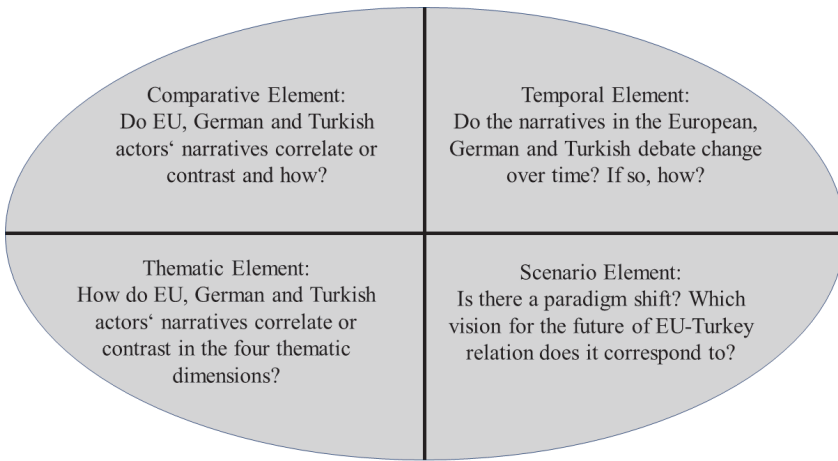 Comparative Element:
Do EU, German and Turkish
actors‘ narratives correlate or
contrast and how?
Temporal Element:
Do the narratives in the European,
German and Turkish debate change
over time? If so, how?
Thematic Element:
How do EU, German and Turkish
actors‘ narratives correlate or
contrast in the four thematic
dimensions?
Scenario Element:
Is there a paradigm shift? Which
vision for the future of EU-Turkey
relation does it correspond to?